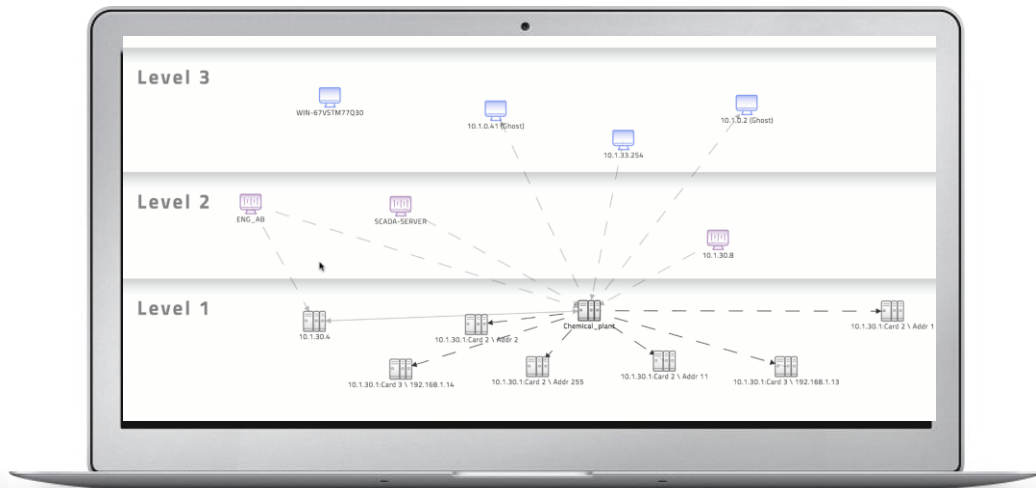 Level 3
WIN-67VSTM77Q30
10.1.0.41 (Ghost)
10.1.0.2 (Ghost)
10.1.33.254
Level 2
ENG_AB
SCADA-SERVER
10.1.30.8
Level 1
10.1.30.4
10.1.30.1:Card 2 \ Addr 2
Chemical_plant
10.1.30.1:Card 2 \ Addr 1
10.1.30.1:Card 3 \ 192.168.1.14
10.1.30.1:Card 2 \ Addr 255
10.1.30.1:Card 2 \ Addr 11
10.1.30.1:Card 3 \ 192.168.1.13